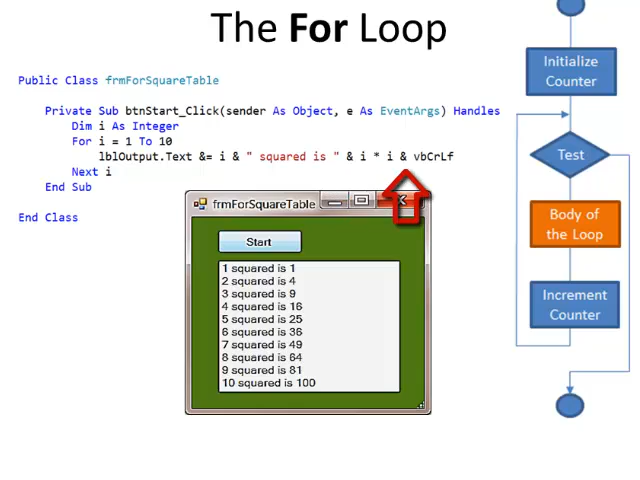 The For Loop
Public Class frmForSquareTable
Private Sub btnStart_Click(sender As Object, e As EventArgs) Handles
Dim i As Integer
For i = 1 To 10
lblOutput.Text &= i & " squared is " & i * i & vbCrLf
Next i
End Sub
End Class
frmForSquareTable
Start
1 squared is 1
2 squared is 4
3 squared is 9
4 squared is 16
5 squared is 25
6 squared is 36
7 squared is 49
8 squared is 64
9 squared is 81
10 squared is 100
Initialize
Counter
Test
Body of
the Loop
Increment
Counter